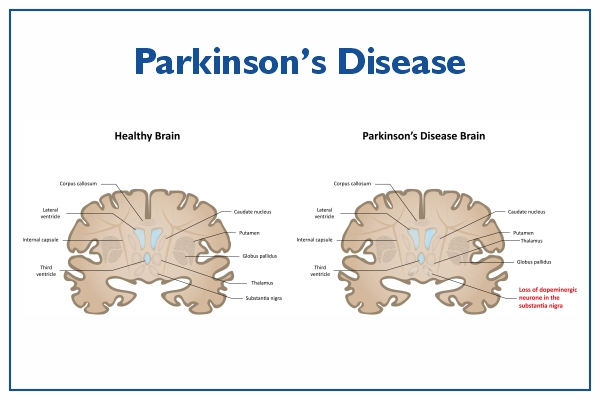 Parkinson's Disease
Healthy Brain
Corpus callosum
Lateral
ventricle
Internal capsule
Third
ventricle
Caudate nucleus
Putamen
Globus pallidus
Thalamus
Substantia nigra
Parkinson's Disease Brain
Corpus callosum
Lateral
ventricle
Internal capsule
Third
ventricle
Caudate nucleus
Putamen
Thalamus
Globus pallidus
Loss of dopeminergic
neurone in the
substantia nigra